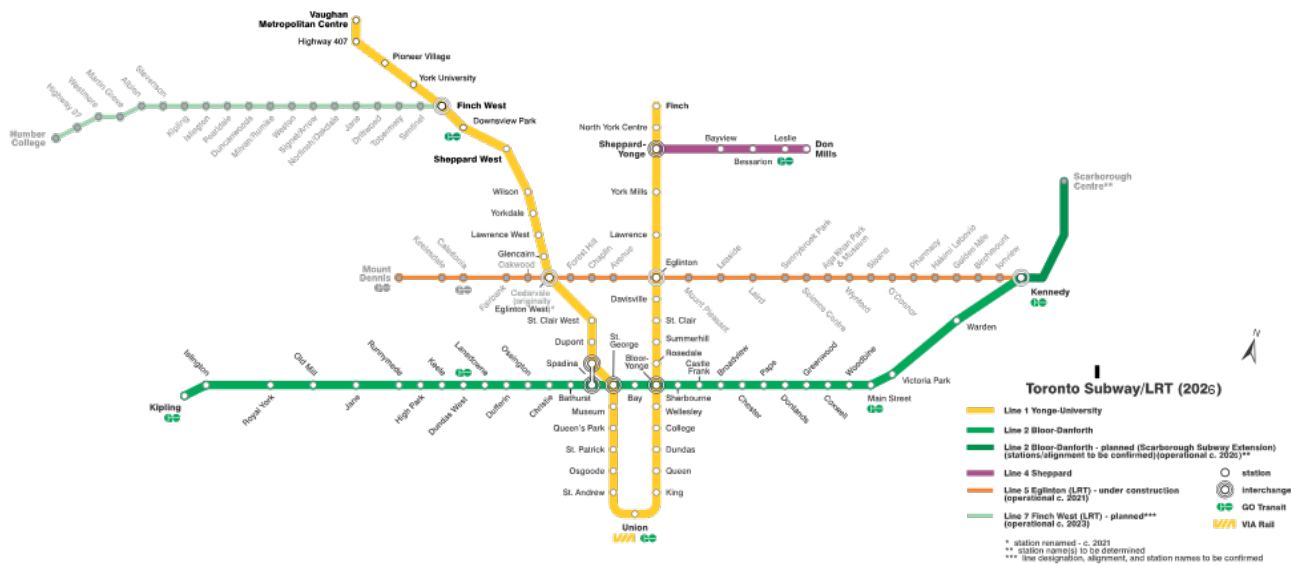 Vaughan
Metropolitan Centre
Highway 407
Pioneer Village
York University
Finch West
Downsview Park
Sheppard West
Wilson
Yorkdale
Lawrence West
Glencairn
Cedarvale
(originally
Eglinton West)*
St. Clair West
Dupont
Spadina
St.
George
Museum
Queen's Park
St. Patrick
Osgoode
St. Andrew
Union
VIA
King
Queen
Dundas
College
Wellesley
Bloor-
Yonge
Rosedale
Summerhill
St. Clair
Davisville
Eglinton
Lawrence
York Mills
Sheppard-
Yonge
North York Centre
Finch
Bayview
Bessarion
Leslie
Don
Mills
Humber
College
Highway 27
Westmore
Martin Grove
Albion
Stevenson
Kipling
Islington
Pearldale
Duncanwoods
Milvan/Rumike
Weston
Signet/Arrow
Norfinch/Oakdale
Jane
Driftwood
Tobermory
Sentinel
Mount
Dennis
Keelesdale
Caledonia
Fairbank
Oakwood
Forest Hill
Chaplin
Avenue
Mount Pleasant
Leaside
Laird
Sunnybrook Park
Science Centre
Aga Khan Park
& Museum
Wynford
Sloane
O'Connor
Pharmacy
Hakimi Lebovic
Golden Mile
Birchmount
Ionview
Kennedy
Scarborough
Centre**
Kipling
Islington
Royal York
Old Mill
Jane
Runnymede
High Park
Keele
Dundas West
Lansdowne
Dufferin
Ossington
Christie
Bathurst
Bay
Sherbourne
Castle
Frank
Broadview
Chester
Pape
Donlands
Greenwood
Coxwell
Woodbine
Main Street
Victoria Park
Warden
N
Toronto Subway/LRT (2026)
Line 1 Yonge-University
Line 2 Bloor-Danforth
Line 2 Bloor-Danforth - planned (Scarborough Subway Extension)
(stations/alignment to be confirmed)(operational c. 2026)**
Line 4 Sheppard
Line 5 Eglinton (LRT) - under construction
(operational c. 2021)
Line 7 Finch West (LRT) - planned***
(operational c. 2023)
station
interchange
GO Transit
VIA Rail
* station renamed - c. 2021
** station name(s) to be determined
*** line designation, alignment, and station names to be confirmed